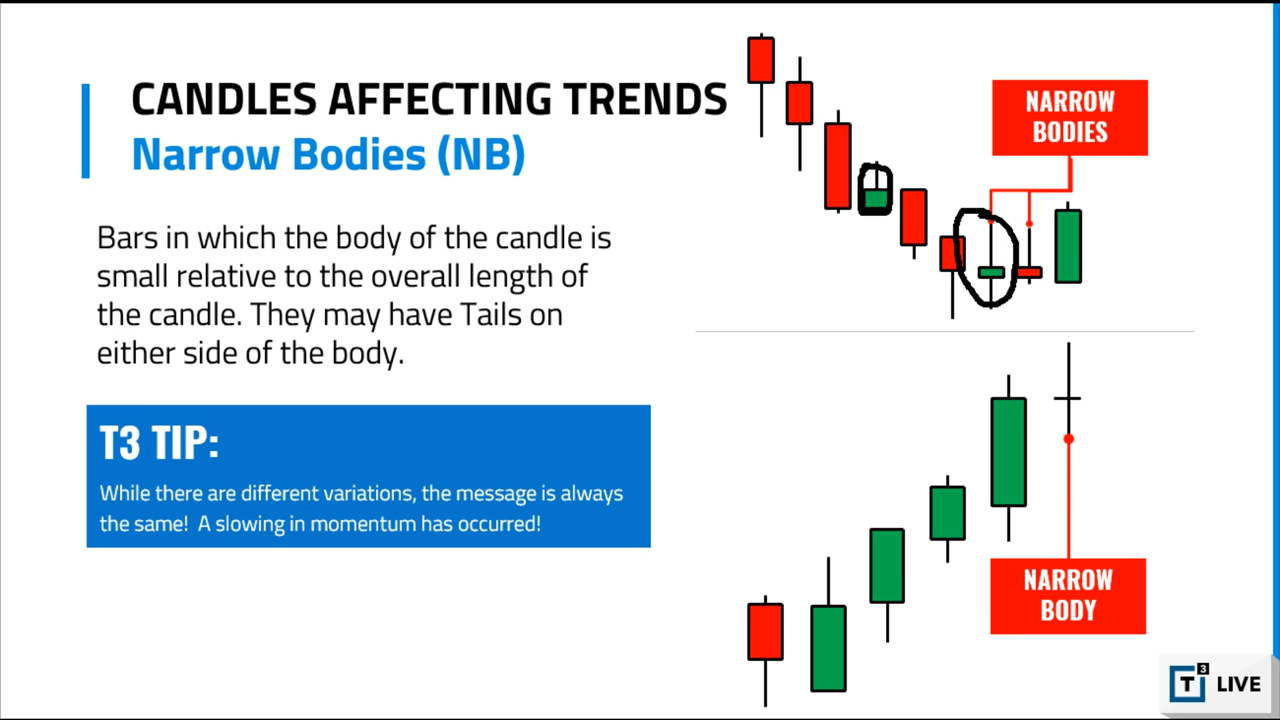 CANDLES AFFECTING TRENDS
Narrow Bodies (NB)
Bars in which the body of the candle is
small relative to the overall length of
the candle. They may have Tails on
either side of the body.
T3 TIP:
While there are different variations, the message is always
the same! A slowing in momentum has occurred!
NARROW
BODIES
NARROW
BODY
T3 LIVE